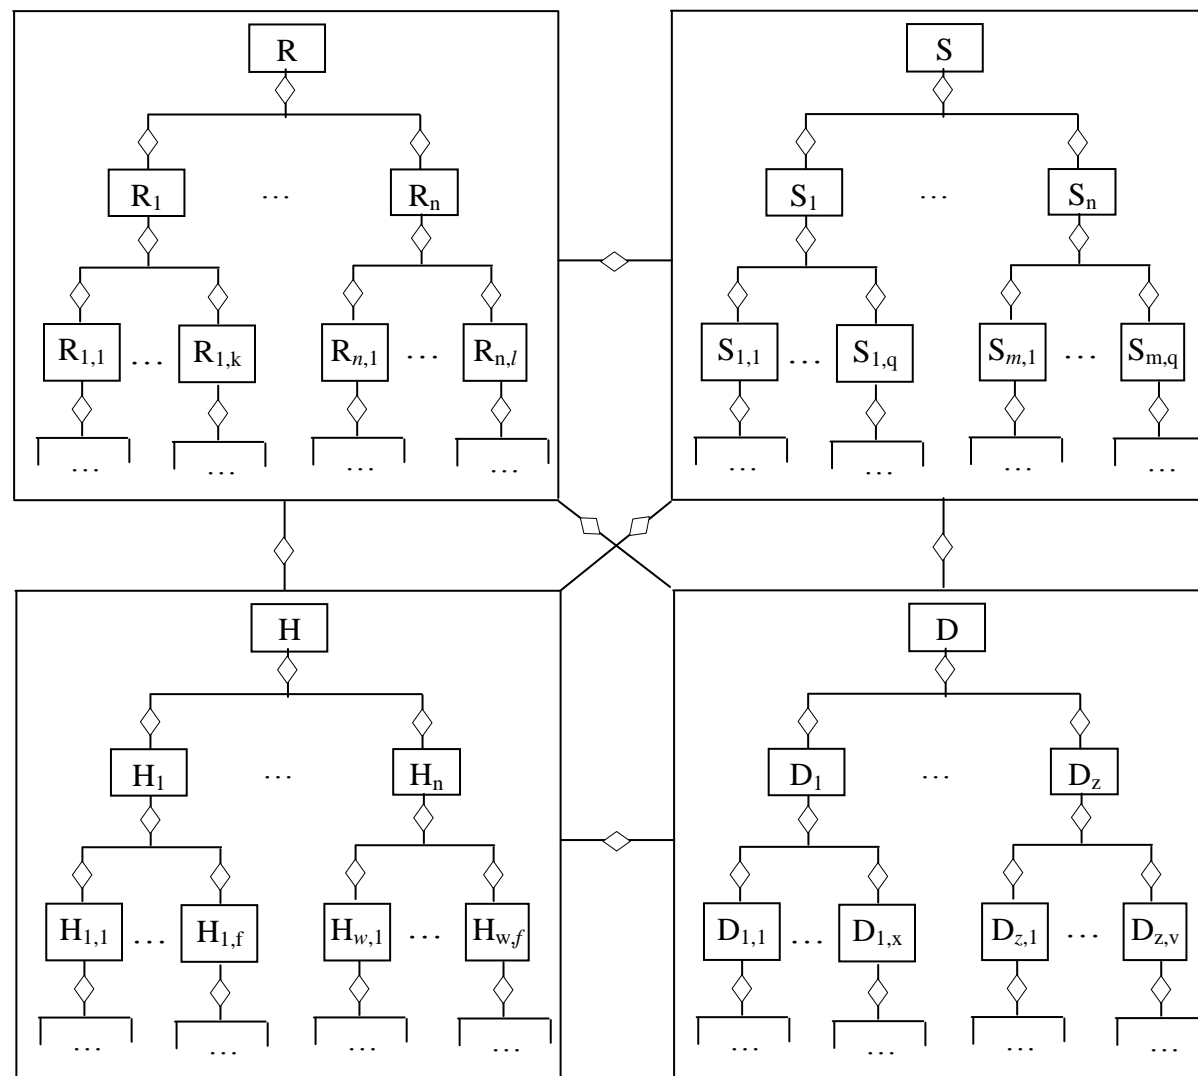 R
R₁ ... Rₙ
R₁,₁ ... R₁,k Rn,1 ... Rn,l
... ... ... ...
S
S₁ ... Sₙ
S₁,₁ ... S₁,q Sm,1 ... Sm,q
... ... ... ...
H
H₁ ... Hₙ
H₁,₁ ... H₁,f Hw,1 ... Hw,f
... ... ... ...
D
D₁ ... Dz
D₁,₁ ... D₁,x Dz,1 ... Dz,v
... ... ... ...